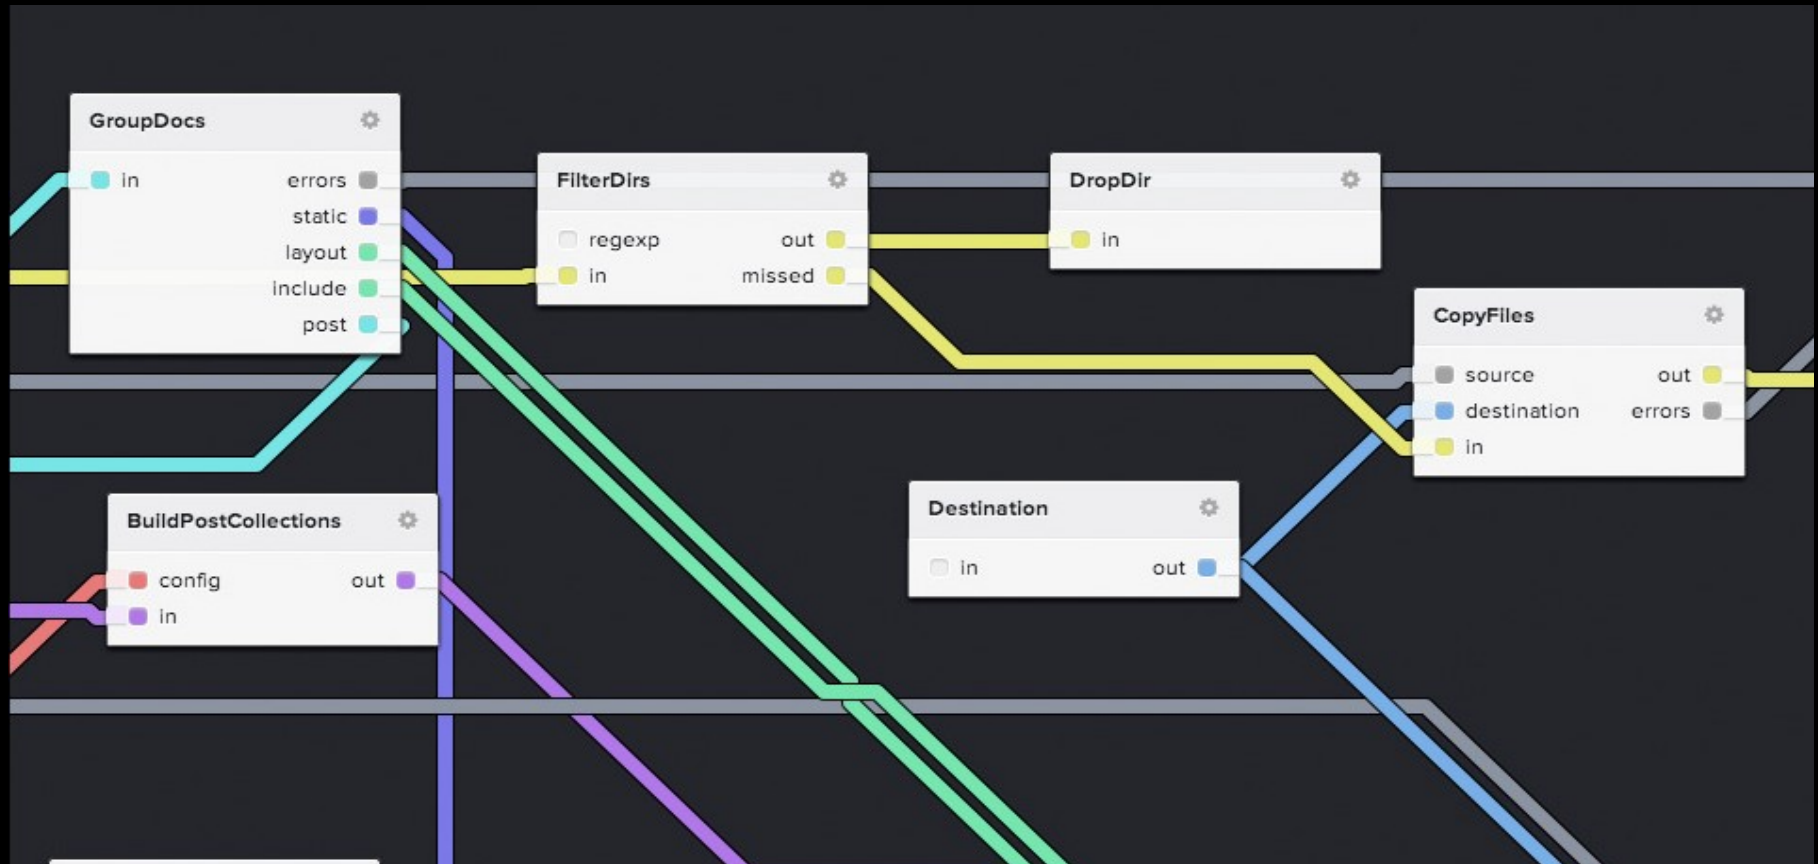 GroupDocs
in
errors
static
layout
include
post
FilterDirs
regexp
out
in
missed
DropDir
in
CopyFiles
source
out
destination
errors
in
Destination
in
out
BuildPostCollections
config
out
in